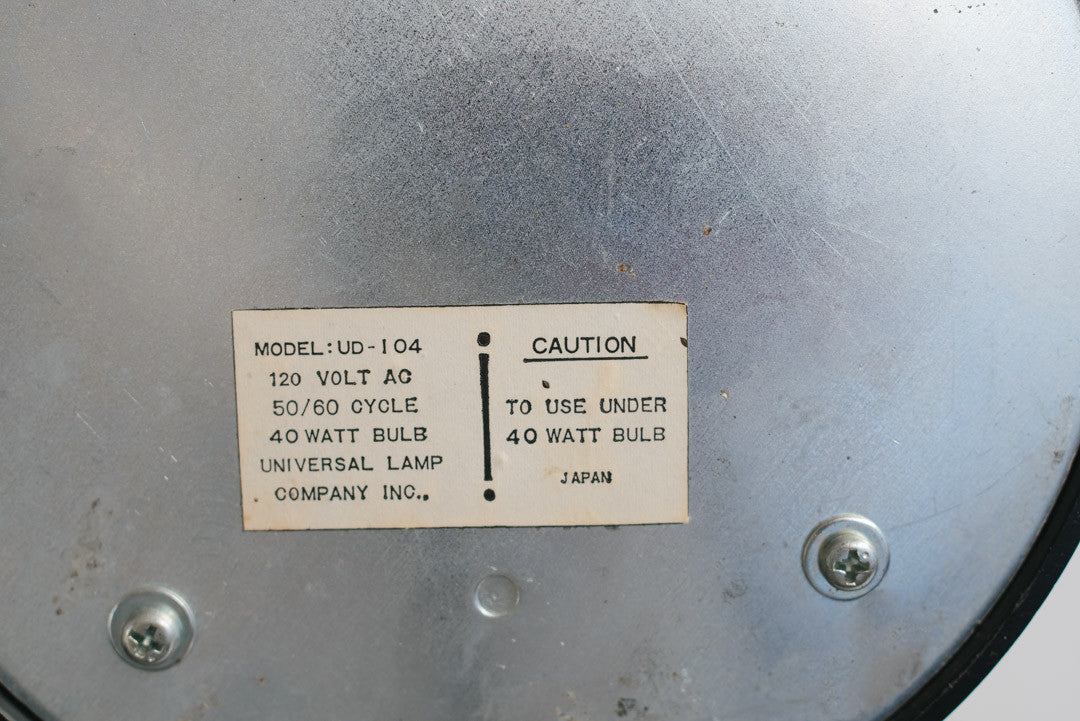 MODEL:UD-104
120 VOLT AC
50/60 CYCLE
40 WATT BULB
UNIVERSAL LAMP
COMPANY INC.,
CAUTION
TO USE UNDER
40 WATT BULB
JAPAN